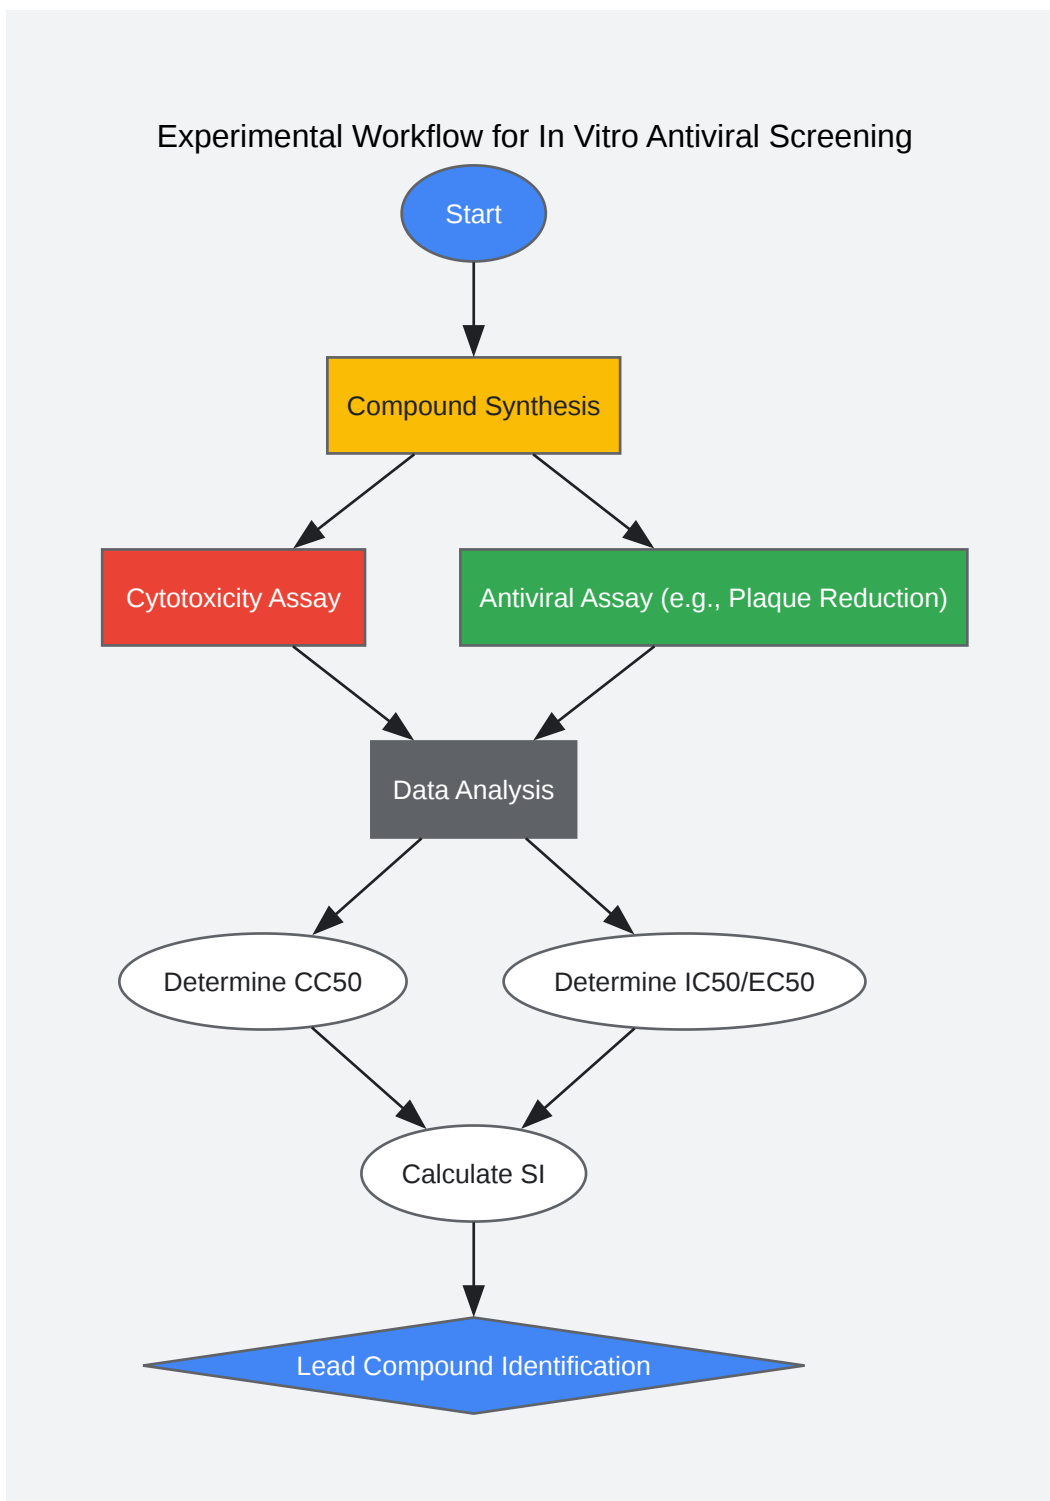 Experimental Workflow for In Vitro Antiviral Screening
Start
Compound Synthesis
Cytotoxicity Assay
Antiviral Assay (e.g., Plaque Reduction)
Data Analysis
Determine CC50
Determine IC50/EC50
Calculate SI
Lead Compound Identification